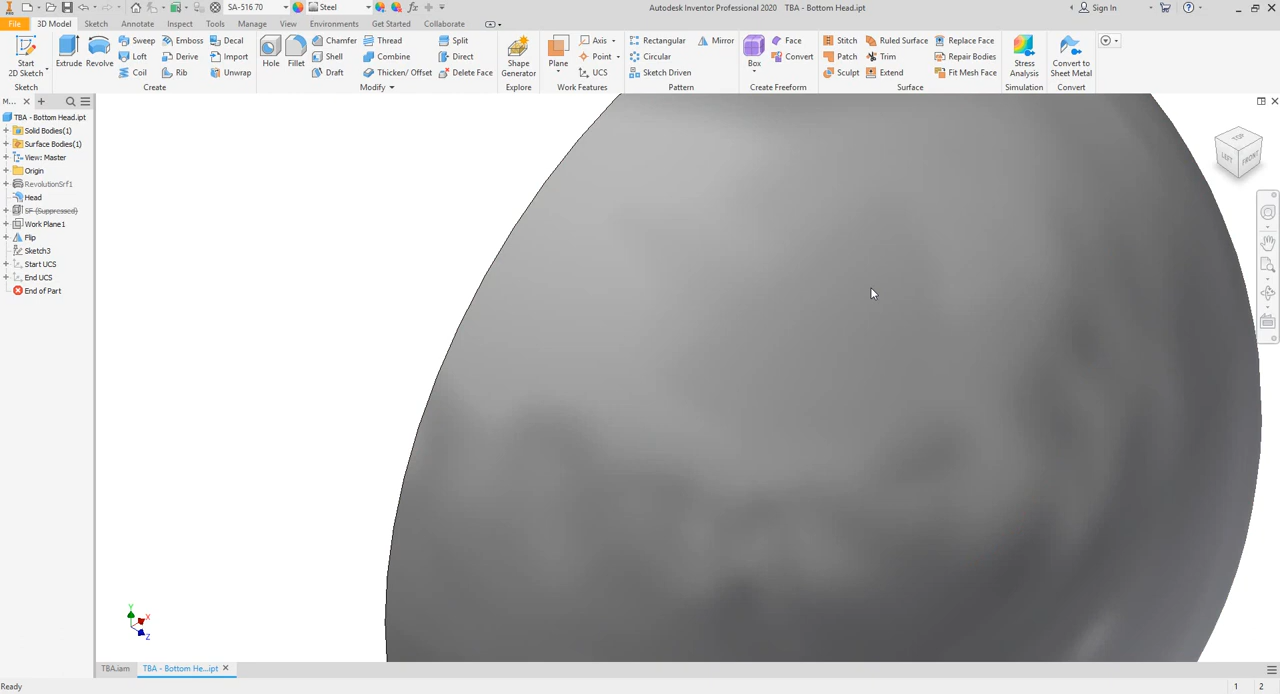 SA-516 70
Steel
Autodesk Inventor Professional 2020 TBA - Bottom Head.ipt
Sign In
File 3D Model Sketch Annotate Inspect Tools Manage View Environments Get Started Collaborate
Start
2D Sketch
Sketch
Extrude
Revolve
Sweep Emboss Decal
Loft Derive Import
Coil Rib Unwrap
Create
Hole
Fillet
Chamfer Thread Split
Shell Combine Direct
Draft Thicken/ Offset Delete Face
Modify
Shape
Generator
Explore
Plane
Axis
Point
UCS
Work Features
Rectangular Mirror
Circular
Sketch Driven
Pattern
Box
Face
Convert
Create Freeform
Stitch Ruled Surface Replace Face
Patch Trim Repair Bodies
Sculpt Extend Fit Mesh Face
Surface
Stress
Analysis
Simulation
Convert to
Sheet Metal
Convert
M...
TBA - Bottom Head.ipt
Solid Bodies(1)
Surface Bodies(1)
View: Master
Origin
RevolutionSrf1
Head
SF (Suppressed)
Work Plane1
Flip
Sketch3
Start UCS
End UCS
End of Part
TOP
LEFT
FRONT
Y
X
Z
TBA.iam TBA - Bottom He...ipt
Ready 1 2